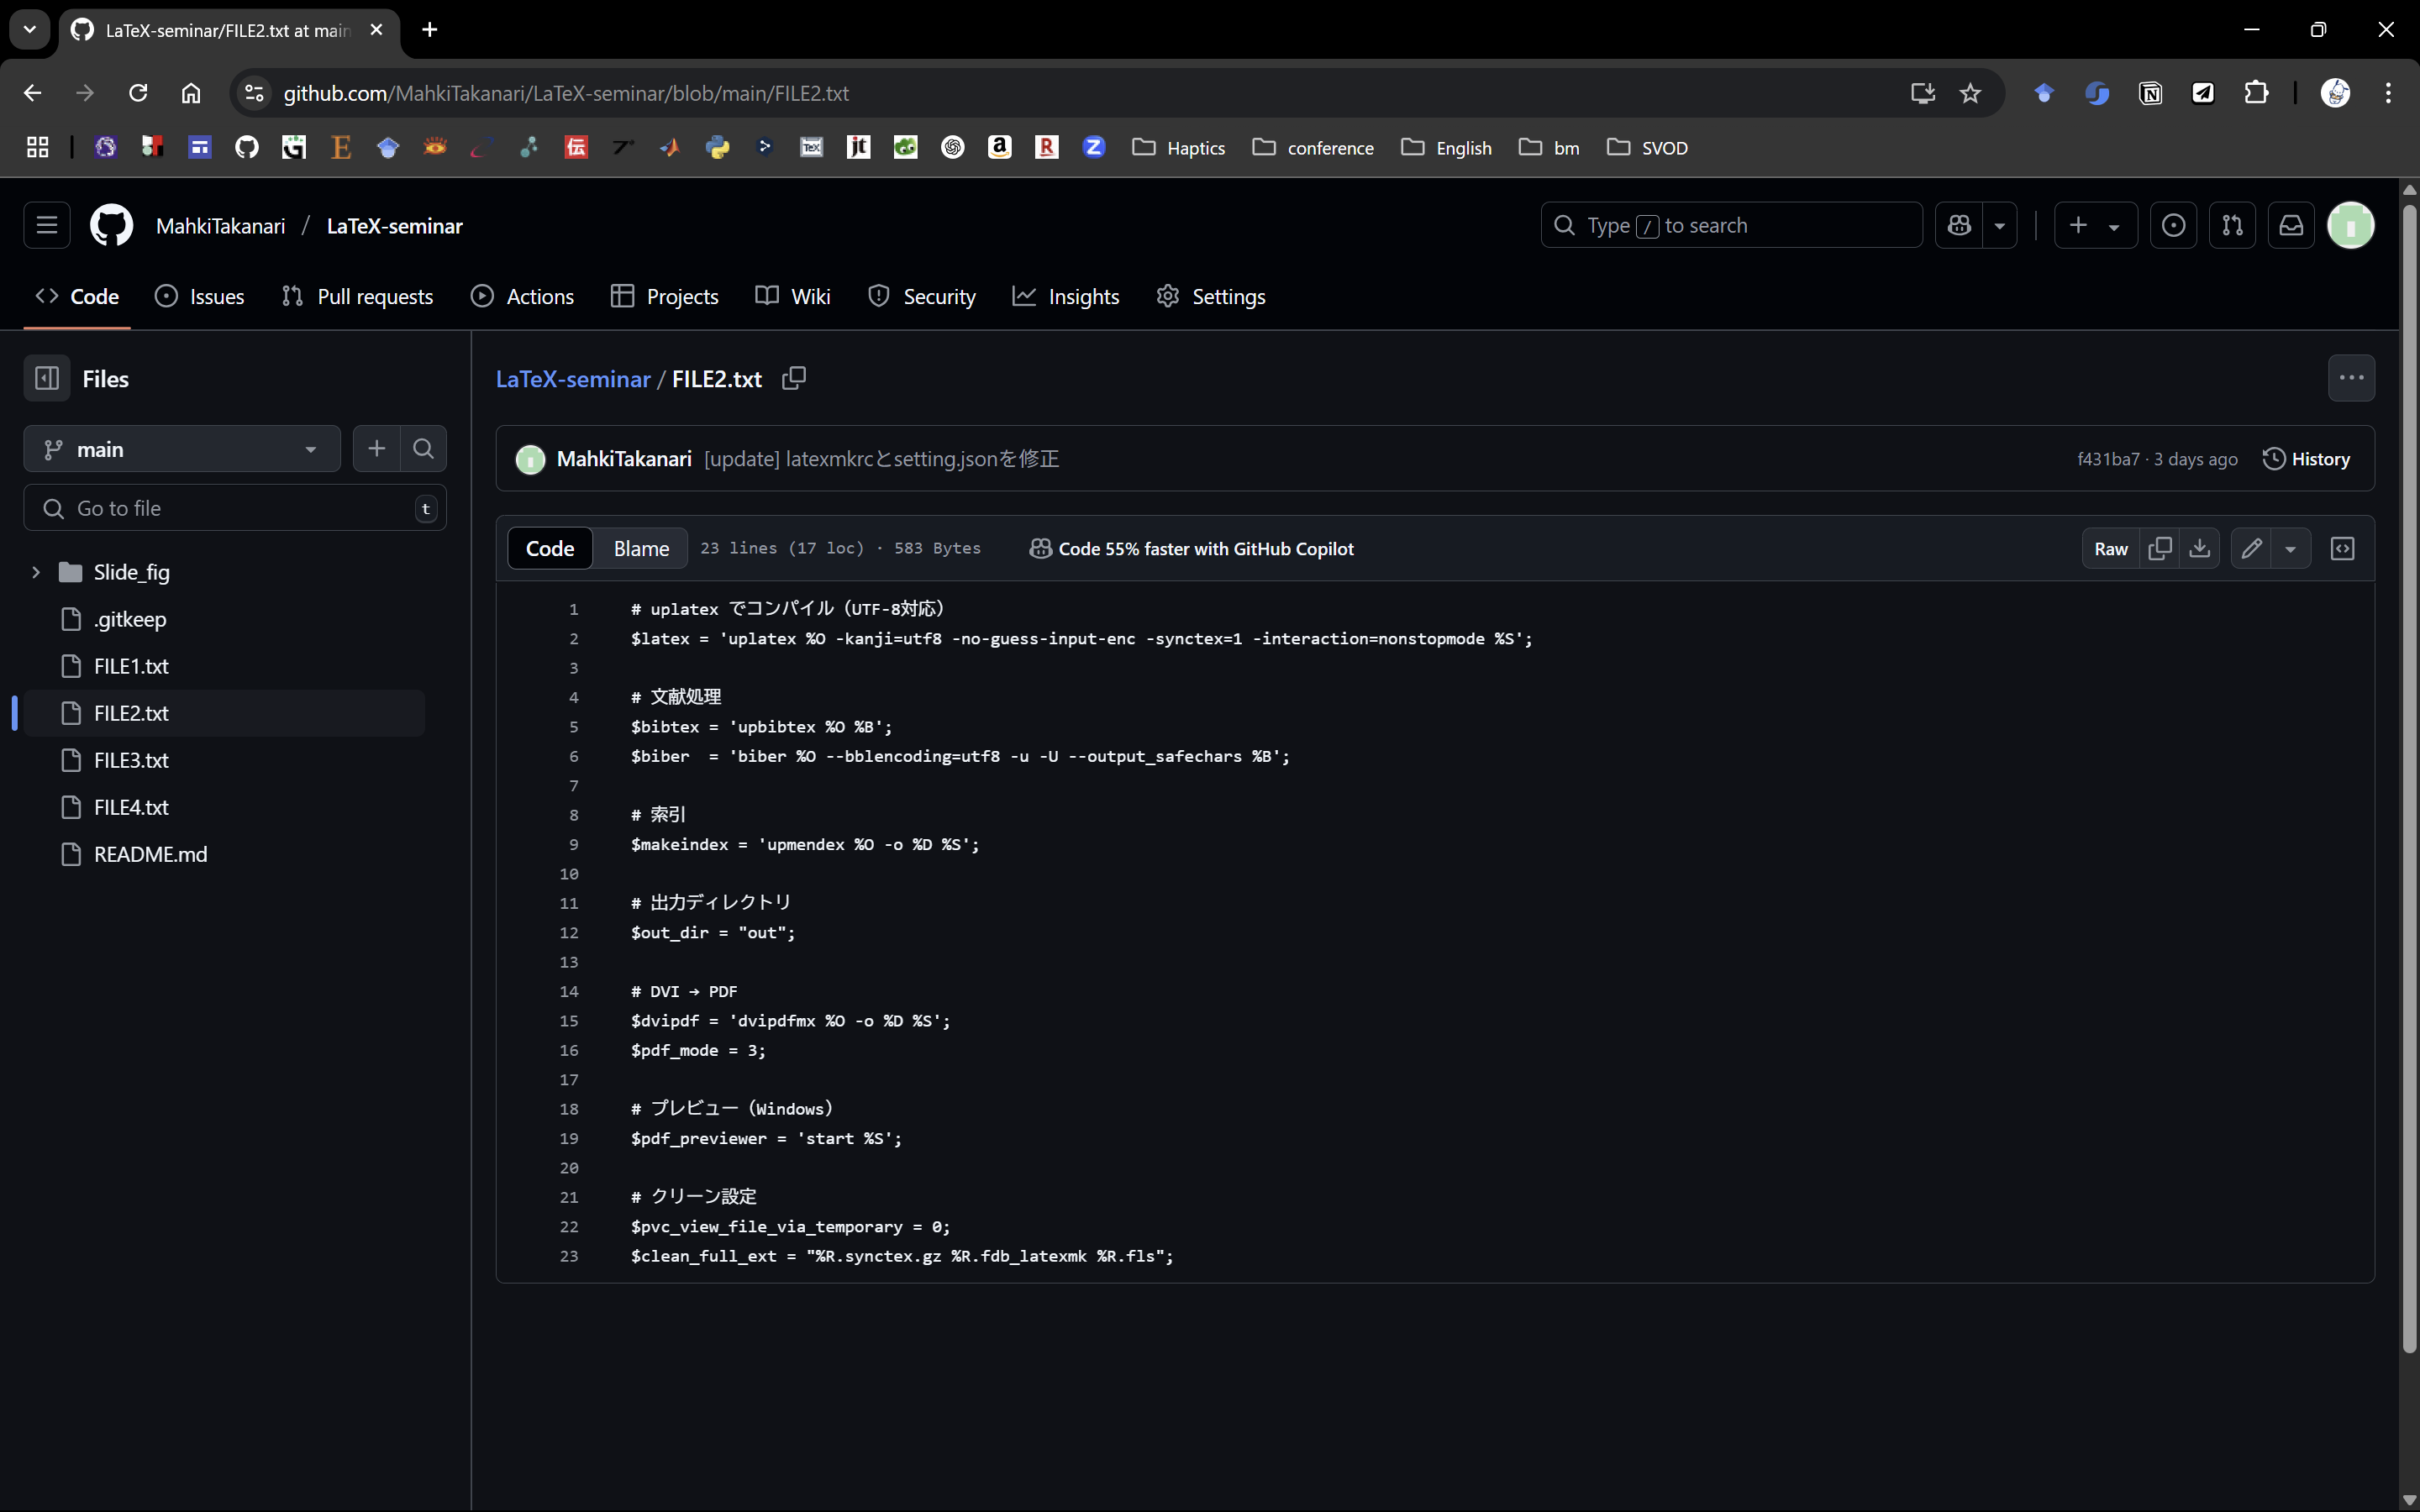 LaTeX-seminar/FILE2.txt at main
github.com/MahkiTakanari/LaTeX-seminar/blob/main/FILE2.txt
Haptics conference English bm SVOD
MahkiTakanari / LaTeX-seminar
Type / to search
Code Issues Pull requests Actions Projects Wiki Security Insights Settings
Files
main
Go to file t
Slide_fig
.gitkeep
FILE1.txt
FILE2.txt
FILE3.txt
FILE4.txt
README.md
LaTeX-seminar / FILE2.txt
MahkiTakanari [update] latexmkrcとsetting.jsonを修正 f431ba7 · 3 days ago History
Code Blame 23 lines (17 loc) · 583 Bytes Code 55% faster with GitHub Copilot Raw
1 # uplatex でコンパイル（UTF-8対応）
2 $latex = 'uplatex %O -kanji=utf8 -no-guess-input-enc -synctex=1 -interaction=nonstopmode %S';
3
4 # 文献処理
5 $bibtex = 'upbibtex %O %B';
6 $biber  = 'biber %O --bblencoding=utf8 -u -U --output_safechars %B';
7
8 # 索引
9 $makeindex = 'upmendex %O -o %D %S';
10
11 # 出力ディレクトリ
12 $out_dir = "out";
13
14 # DVI → PDF
15 $dvipdf = 'dvipdfmx %O -o %D %S';
16 $pdf_mode = 3;
17
18 # プレビュー（Windows）
19 $pdf_previewer = 'start %S';
20
21 # クリーン設定
22 $pvc_view_file_via_temporary = 0;
23 $clean_full_ext = "%R.synctex.gz %R.fdb_latexmk %R.fls";